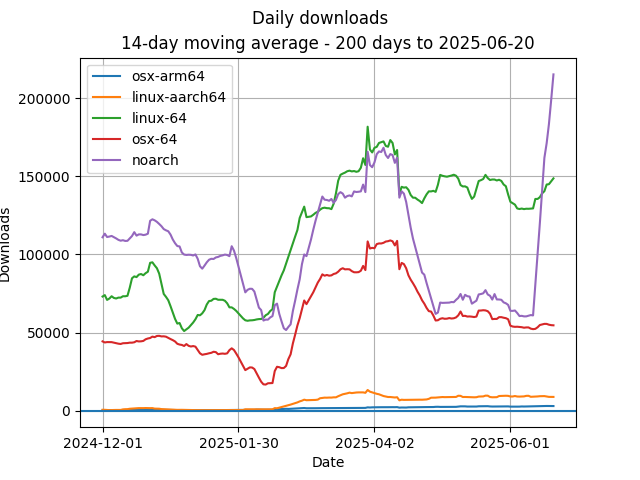 Daily downloads
14-day moving average - 200 days to 2025-06-20
osx-arm64
linux-aarch64
linux-64
osx-64
noarch
200000
150000
100000
50000
0
Downloads
2024-12-01
2025-01-30
2025-04-02
2025-06-01
Date